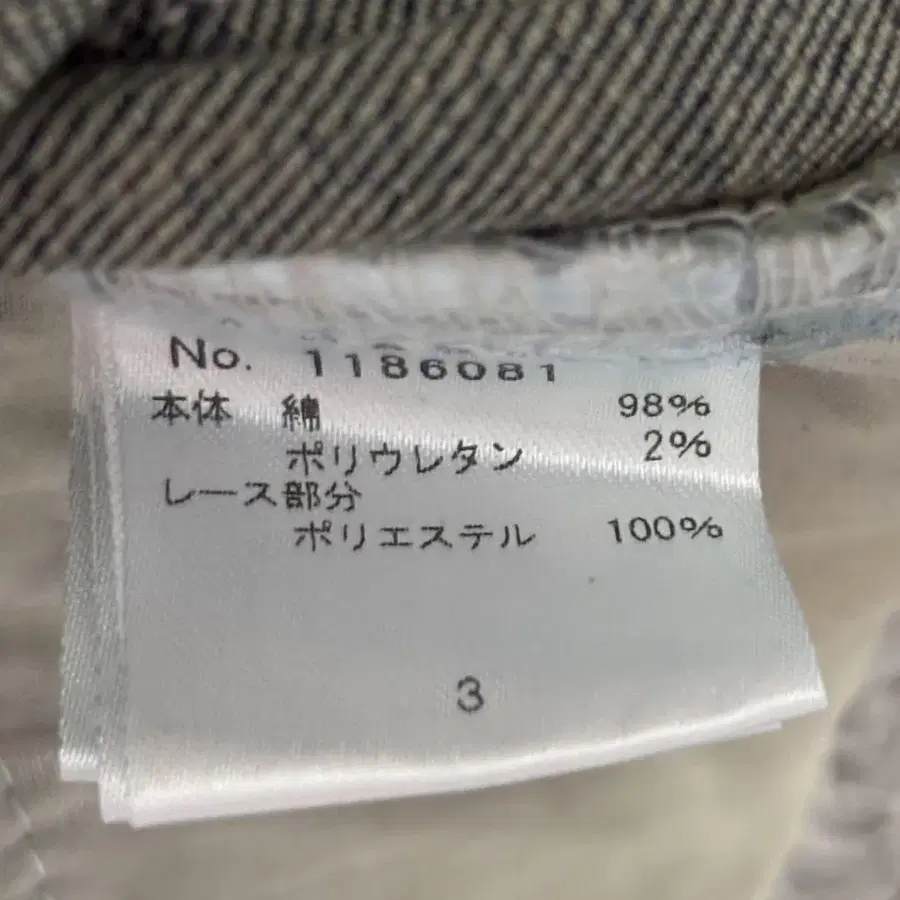 No. 1186081
本体 綿 98%
ポリウレタン 2%
レース部分
ポリエステル 100%
3